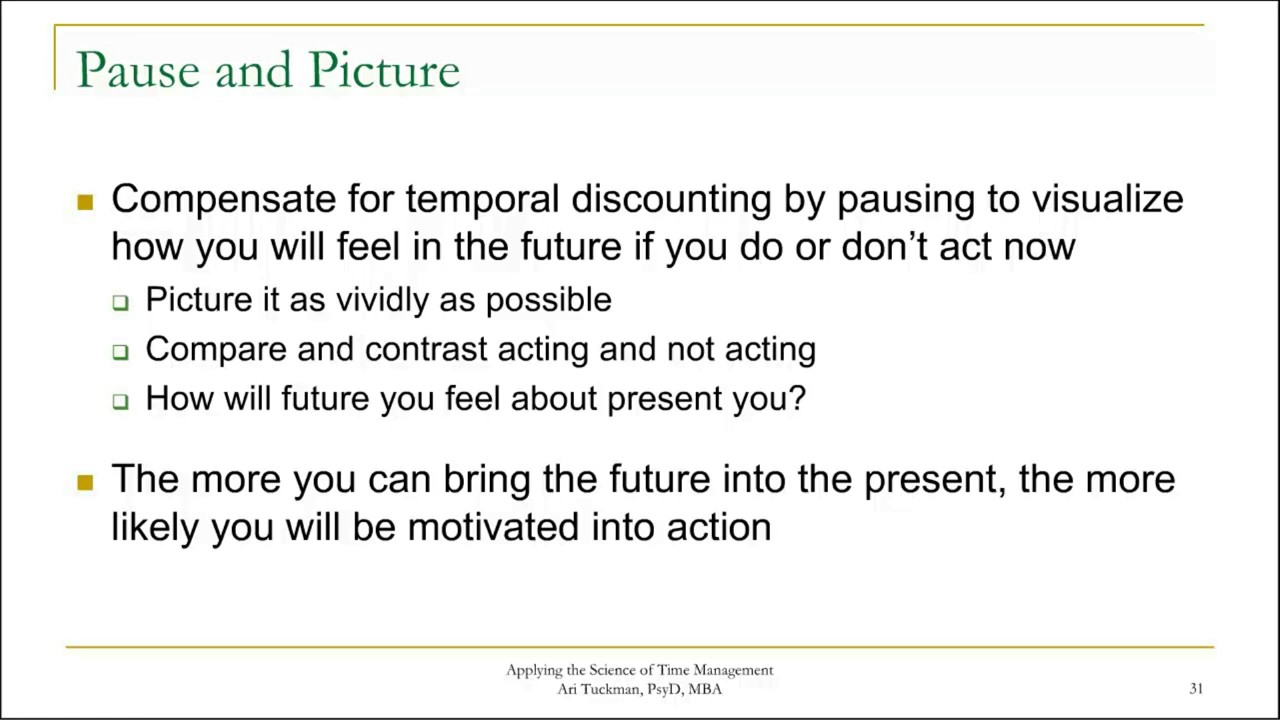 Pause and Picture
Compensate for temporal discounting by pausing to visualize
how you will feel in the future if you do or don’t act now
Picture it as vividly as possible
Compare and contrast acting and not acting
How will future you feel about present you?
The more you can bring the future into the present, the more
likely you will be motivated into action
Applying the Science of Time Management
Ari Tuckman, PsyD, MBA
31